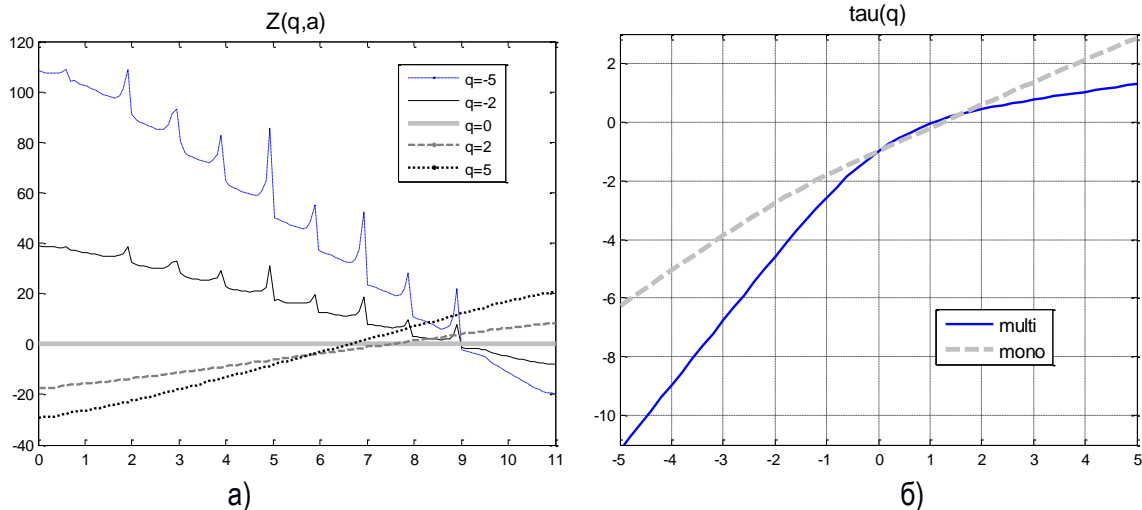 Z(q,a)
120
100
80
60
40
20
0
-20
-40
0 1 2 3 4 5 6 7 8 9 10 11
q=-5
q=-2
q=0
q=2
q=5
а)
tau(q)
2
0
-2
-4
-6
-8
-10
-5 -4 -3 -2 -1 0 1 2 3 4 5
multi
mono
б)